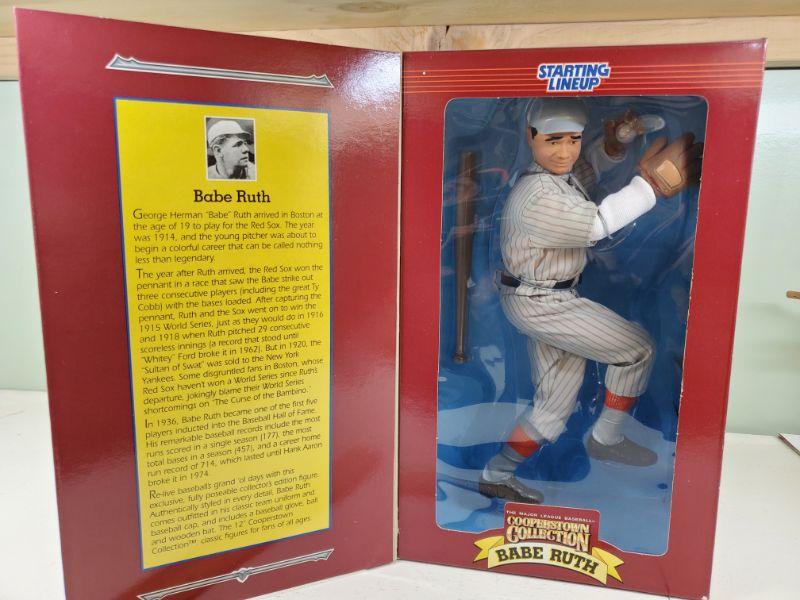 Babe Ruth
George Herman "Babe" Ruth arrived in Boston at
the age of 19 to play for the Red Sox. The year
was 1914, and the young pitcher was about to
begin a colorful career that can be called nothing
less than legendary.
The year after Ruth arrived, the Red Sox won the
pennant in a race that saw the Babe strike out
three consecutive players (including the great Ty
Cobb) with the bases loaded. After capturing the
pennant, Ruth and the Sox went on to win the
1915 World Series, just as they would do in 1916
and 1918 when Ruth pitched 29 consecutive
scoreless innings (a record that stood until
"Whitey" Ford broke it in 1962). But in 1920, the
"Sultan of Swat" was sold to the New York
Yankees. Some disgruntled fans in Boston, whose
Red Sox haven't won a World Series since Ruth's
departure, jokingly blame their World Series
shortcomings on "The Curse of the Bambino."
In 1936, Babe Ruth became one of the first five
players inducted into the Baseball Hall of Fame.
His remarkable baseball records include the most
runs scored in a single season (177), the most
total bases in a season (457), and a career home
run record of 714, which lasted until Hank Aaron
broke it in 1974.
Re-live baseball's grand 'ol days with this
exclusive, fully poseable collector's edition figure.
Authentically styled in every detail, Babe Ruth
comes outfitted in his classic team uniform and
baseball cap, and includes a baseball glove, ball
and wooden bat. The 12" Cooperstown
Collection™ classic figures for fans of all ages.
STARTING
LINEUP
THE MAJOR LEAGUE BASEBALL®
COOPERSTOWN
COLLECTION
BABE RUTH